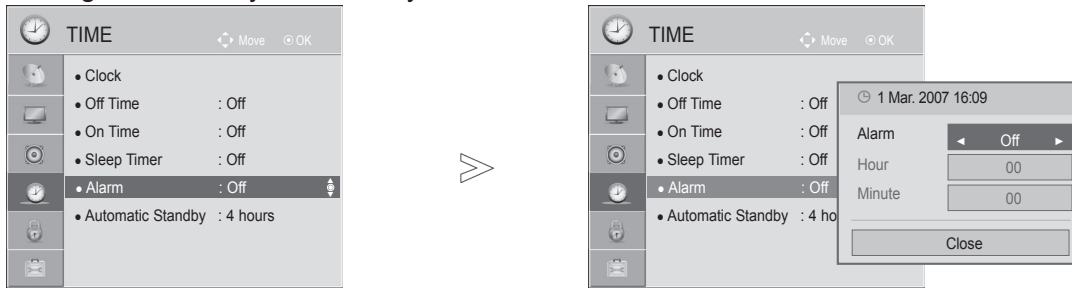 TIME
Move OK
• Clock
• Off Time : Off
• On Time : Off
• Sleep Timer : Off
• Alarm : Off
• Automatic Standby : 4 hours
TIME
Move OK
• Clock
• Off Time : Off
• On Time : Off
• Sleep Timer : Off
• Alarm : Off
• Automatic Standby : 4 ho
1 Mar. 2007 16:09
Alarm ◄ Off ►
Hour 00
Minute 00
Close